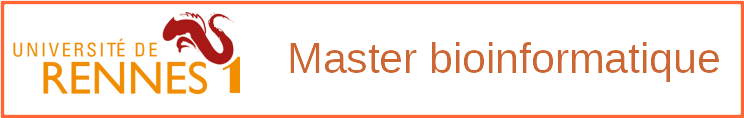 UNIVERSITÉ DE
RENNES 1
Master bioinformatique